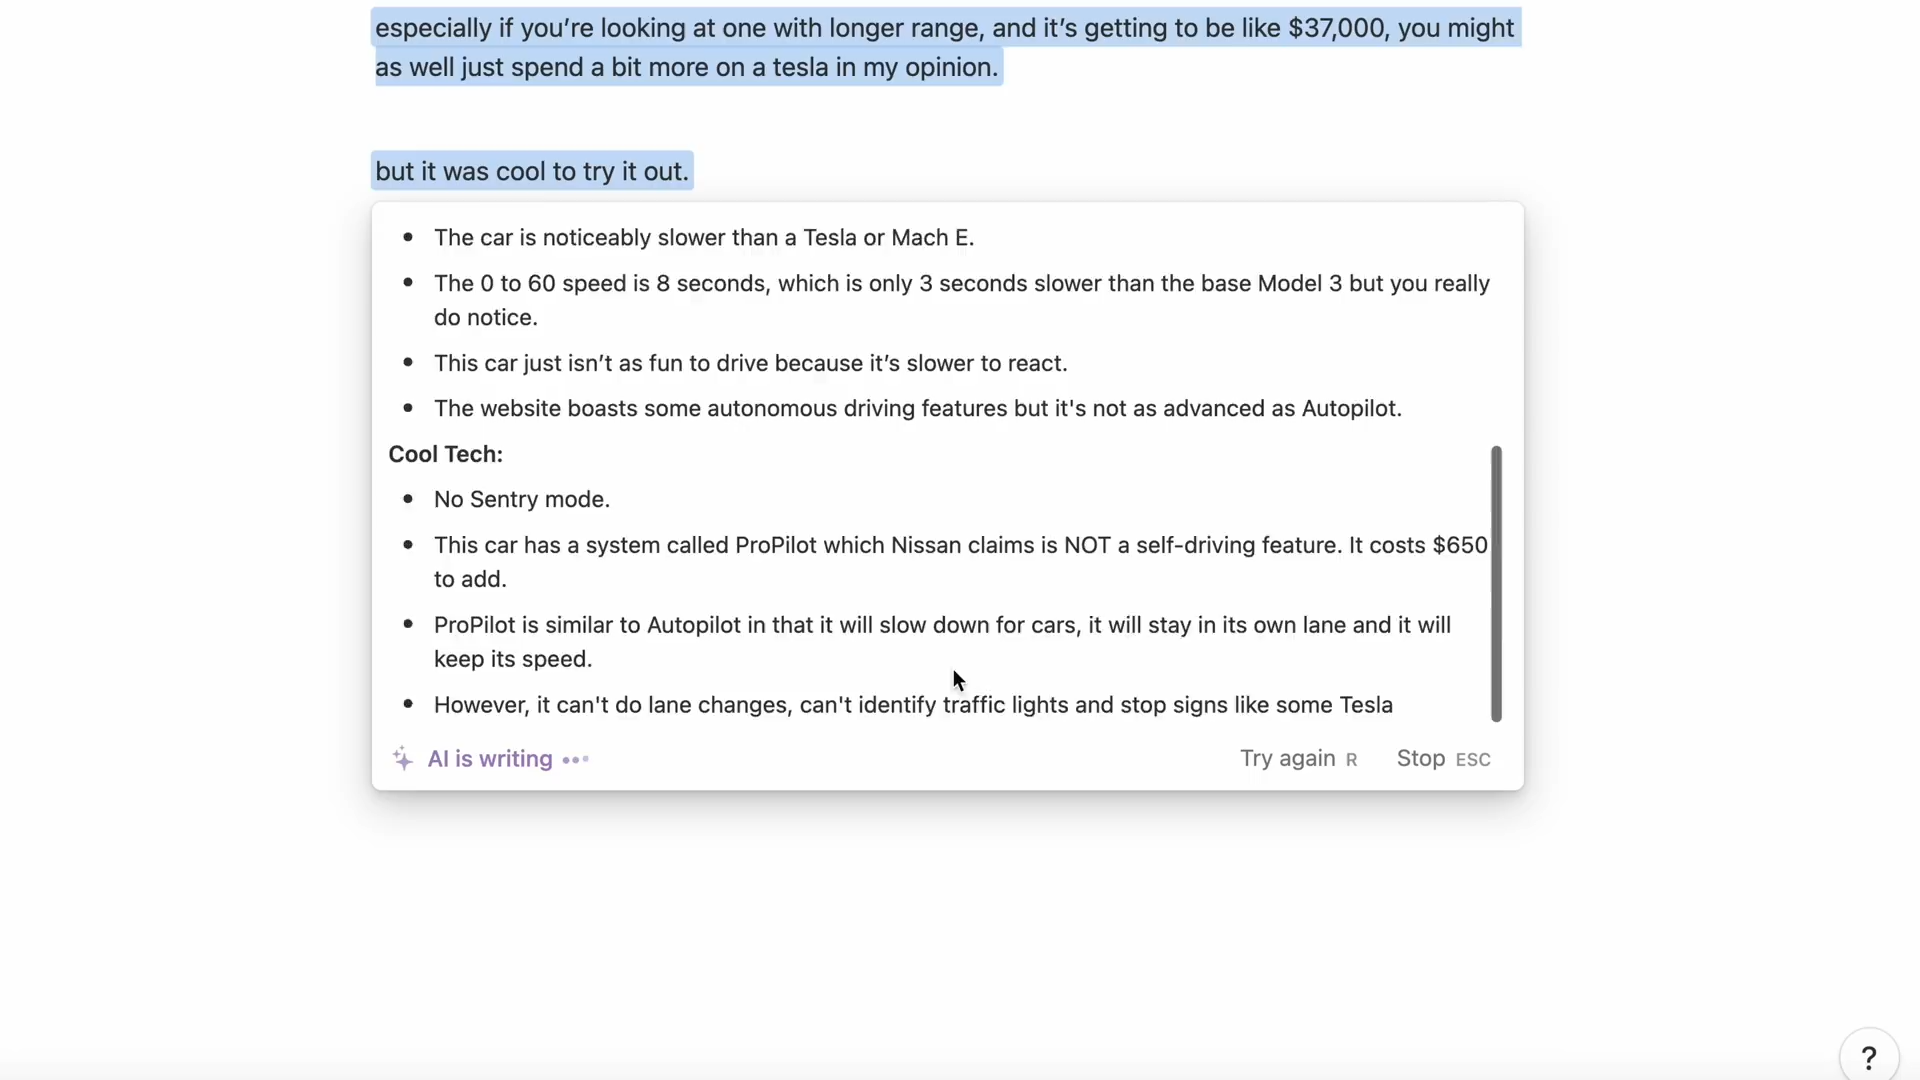 especially if you’re looking at one with longer range, and it’s getting to be like $37,000, you might
as well just spend a bit more on a tesla in my opinion.
but it was cool to try it out.
• The car is noticeably slower than a Tesla or Mach E.
• The 0 to 60 speed is 8 seconds, which is only 3 seconds slower than the base Model 3 but you really
do notice.
• This car just isn’t as fun to drive because it’s slower to react.
• The website boasts some autonomous driving features but it's not as advanced as Autopilot.
Cool Tech:
• No Sentry mode.
• This car has a system called ProPilot which Nissan claims is NOT a self-driving feature. It costs $650
to add.
• ProPilot is similar to Autopilot in that it will slow down for cars, it will stay in its own lane and it will
keep its speed.
• However, it can't do lane changes, can't identify traffic lights and stop signs like some Tesla
AI is writing Try again R Stop ESC
?